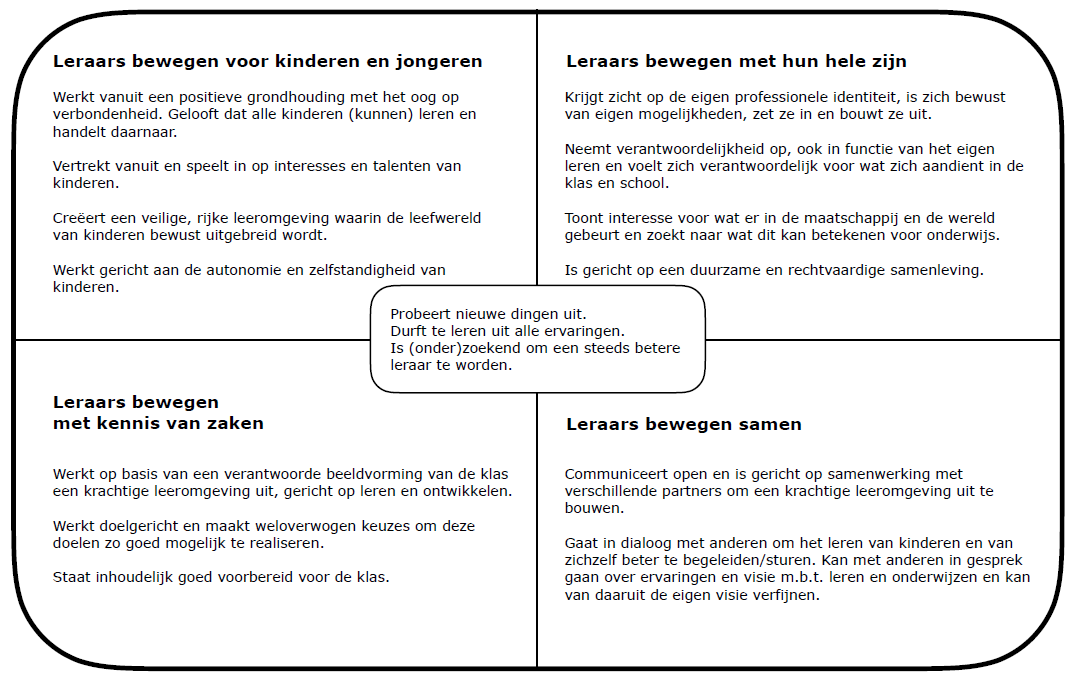 Leraars bewegen voor kinderen en jongeren
Werkt vanuit een positieve grondhouding met het oog op
verbondenheid. Gelooft dat alle kinderen (kunnen) leren en
handelt daarnaar.
Vertrekt vanuit en speelt in op interesses en talenten van
kinderen.
Creëert een veilige, rijke leeromgeving waarin de leefwereld
van kinderen bewust uitgebreid wordt.
Werkt gericht aan de autonomie en zelfstandigheid van
kinderen.
Leraars bewegen met hun hele zijn
Krijgt zicht op de eigen professionele identiteit, is zich bewust
van eigen mogelijkheden, zet ze in en bouwt ze uit.
Neemt verantwoordelijkheid op, ook in functie van het eigen
leren en voelt zich verantwoordelijk voor wat zich aandient in de
klas en school.
Toont interesse voor wat er in de maatschappij en de wereld
gebeurt en zoekt naar wat dit kan betekenen voor onderwijs.
Is gericht op een duurzame en rechtvaardige samenleving.
Probeert nieuwe dingen uit.
Durft te leren uit alle ervaringen.
Is (onder)zoekend om een steeds betere
leraar te worden.
Leraars bewegen
met kennis van zaken
Werkt op basis van een verantwoorde beeldvorming van de klas
een krachtige leeromgeving uit, gericht op leren en ontwikkelen.
Werkt doelgericht en maakt weloverwogen keuzes om deze
doelen zo goed mogelijk te realiseren.
Staat inhoudelijk goed voorbereid voor de klas.
Leraars bewegen samen
Communiceert open en is gericht op samenwerking met
verschillende partners om een krachtige leeromgeving uit te
bouwen.
Gaat in dialoog met anderen om het leren van kinderen en van
zichzelf beter te begeleiden/sturen. Kan met anderen in gesprek
gaan over ervaringen en visie m.b.t. leren en onderwijzen en kan
van daaruit de eigen visie verfijnen.